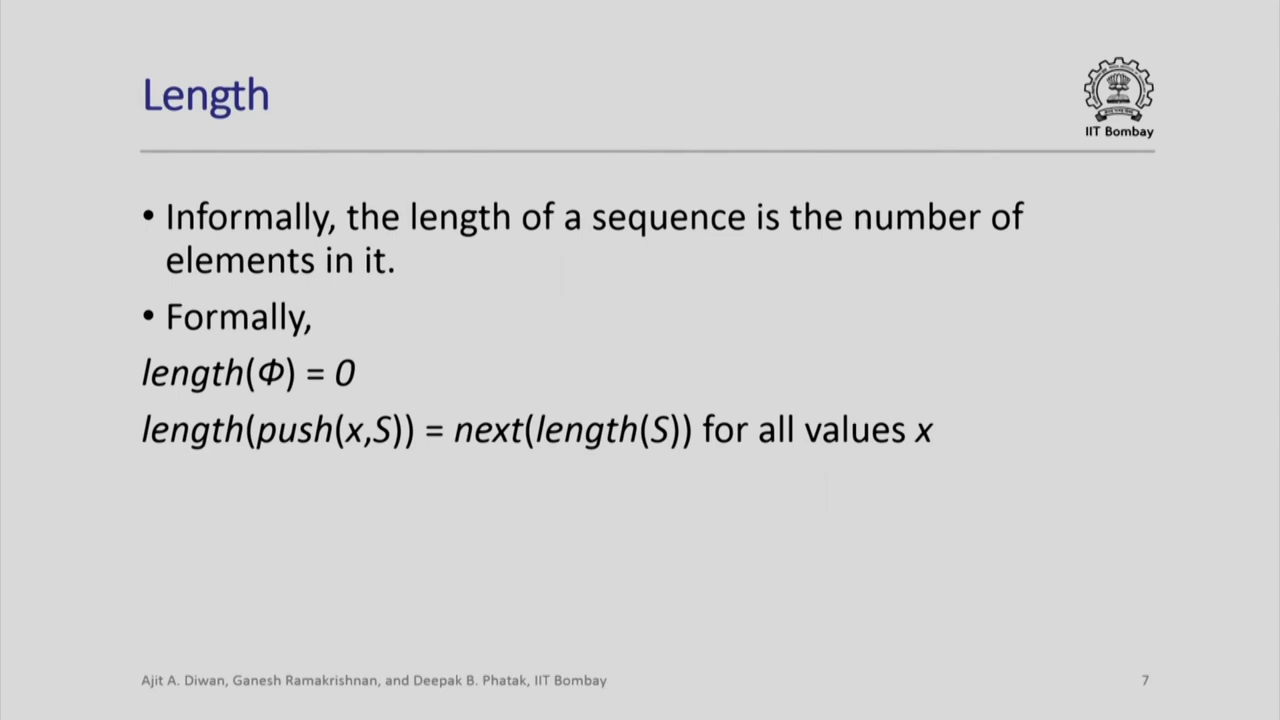 Length
IIT Bombay
• Informally, the length of a sequence is the number of
elements in it.
• Formally,
length(Φ) = 0
length(push(x,S)) = next(length(S)) for all values x
Ajit A. Diwan, Ganesh Ramakrishnan, and Deepak B. Phatak, IIT Bombay
7